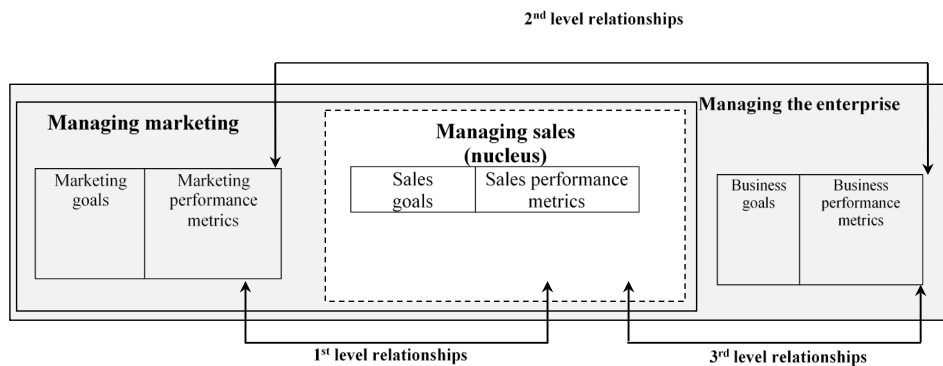 2nd level relationships
Managing the enterprise
Managing marketing
Managing sales
(nucleus)
Marketing
goals
Marketing
performance
metrics
Sales
goals
Sales performance
metrics
Business
goals
Business
performance
metrics
1st level relationships
3rd level relationships